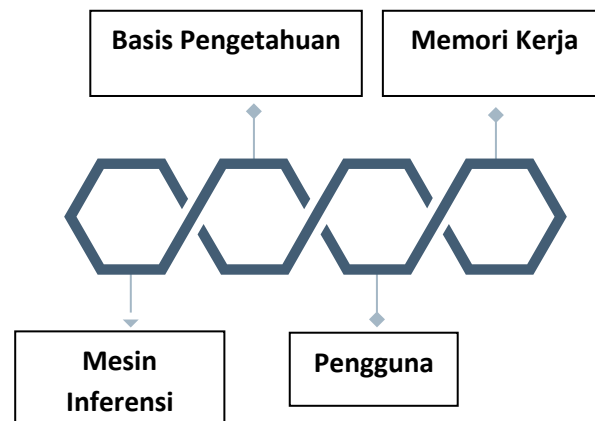 Basis Pengetahuan
Memori Kerja
Mesin
Inferensi
Pengguna